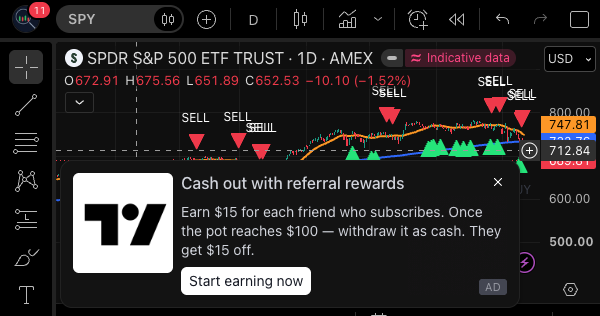 11
SPY
D
S SPDR S&P 500 ETF TRUST · 1D · AMEX
Indicative data
USD
O672.91 H675.56 L651.89 C652.53 −10.10 (−1.52%)
SELL
SELL
SELL
SELL
SELL
SELL
SELL
800.00
747.81
712.84
600.00
500.00
Cash out with referral rewards
Earn $15 for each friend who subscribes. Once
the pot reaches $100 — withdraw it as cash. They
get $15 off.
Start earning now
AD
T